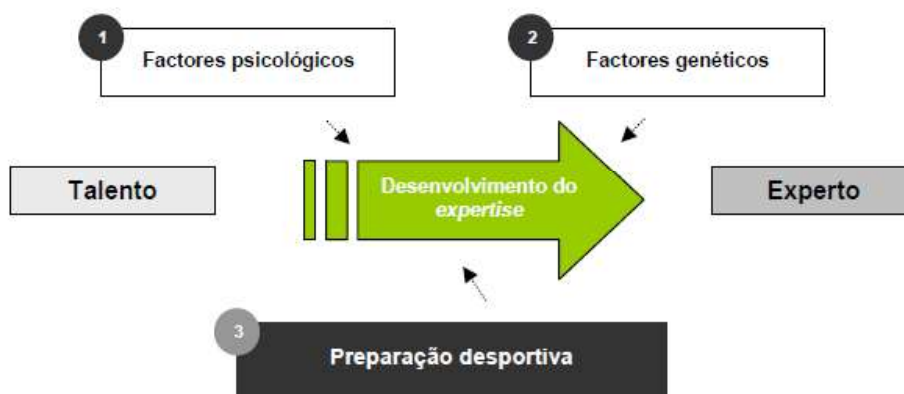 1
Factores psicológicos
2
Factores genéticos
Talento
Desenvolvimento do
expertise
Experto
3
Preparação desportiva